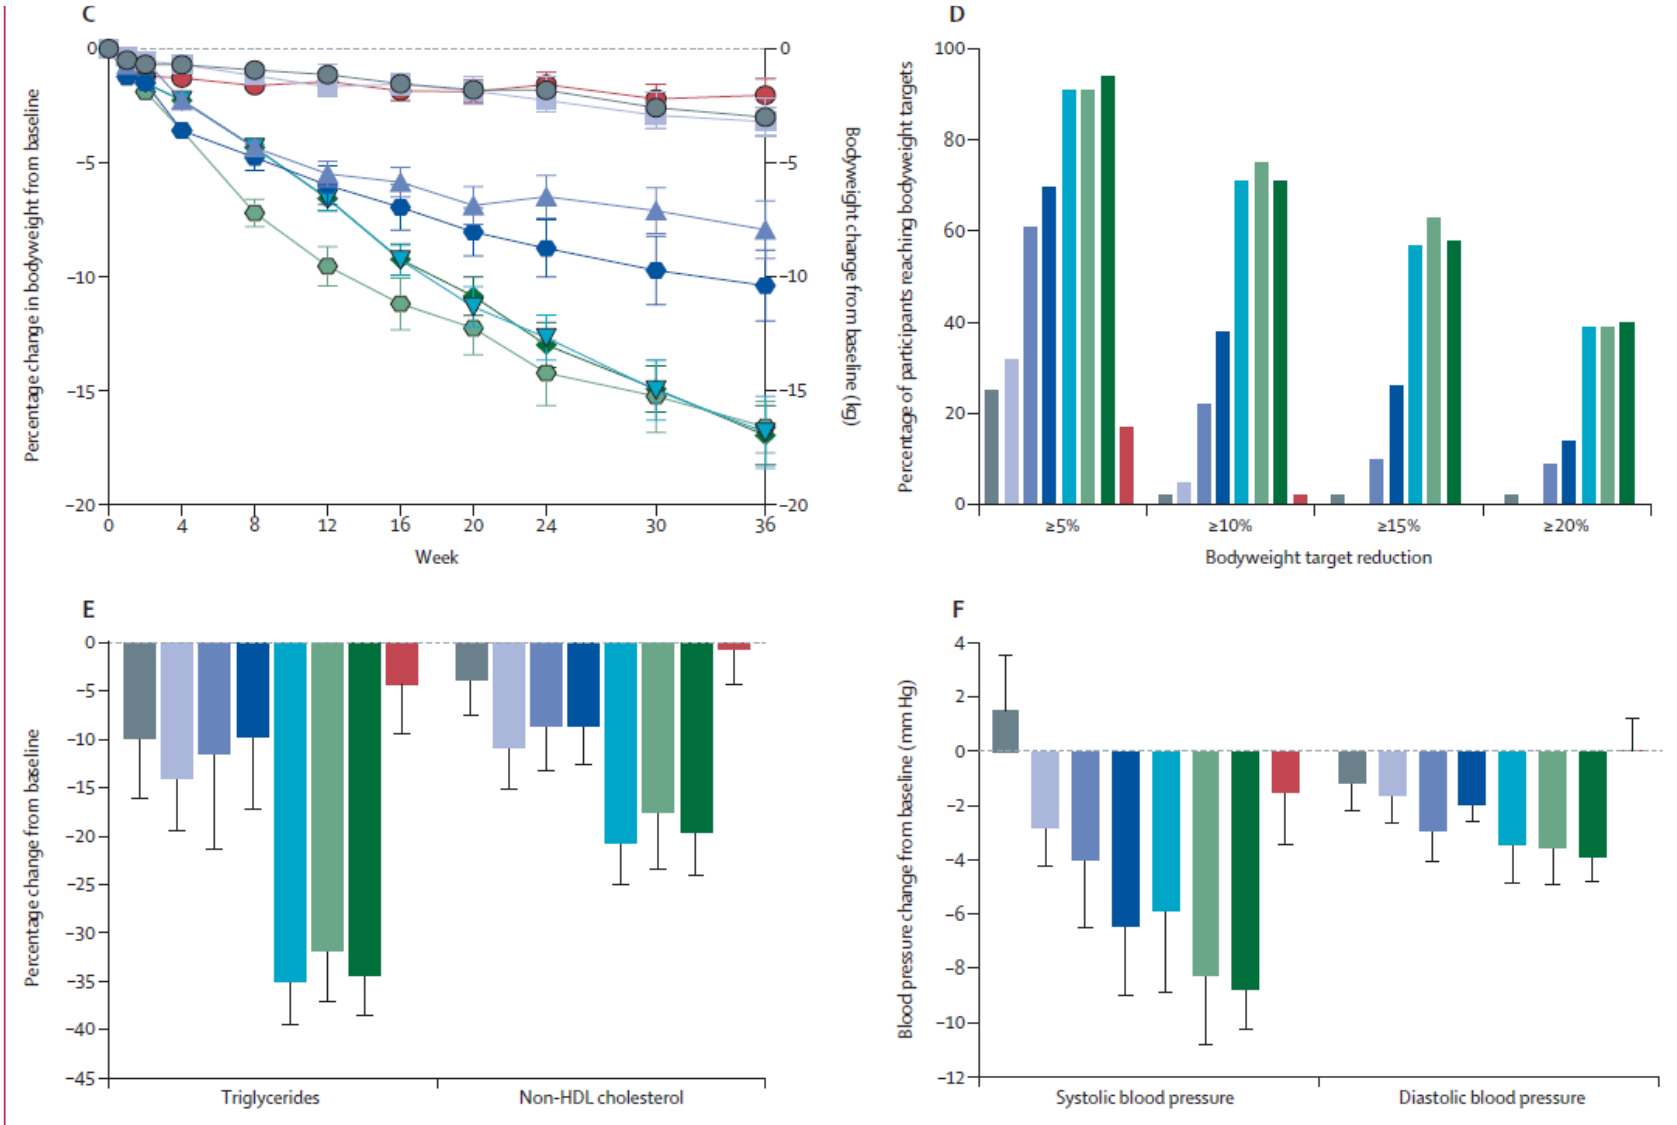 C
Percentage change in bodyweight from baseline
0
−5
−10
−15
−20
0 4 8 12 16 20 24 30 36
Week
0
−5
−10
−15
−20
Bodyweight change from baseline (kg)
D
Percentage of participants reaching bodyweight targets
100
80
60
40
20
0
≥5% ≥10% ≥15% ≥20%
Bodyweight target reduction
E
Percentage change from baseline
0
−5
−10
−15
−20
−25
−30
−35
−40
−45
Triglycerides Non-HDL cholesterol
F
Blood pressure change from baseline (mm Hg)
4
2
0
−2
−4
−6
−8
−10
−12
Systolic blood pressure Diastolic blood pressure